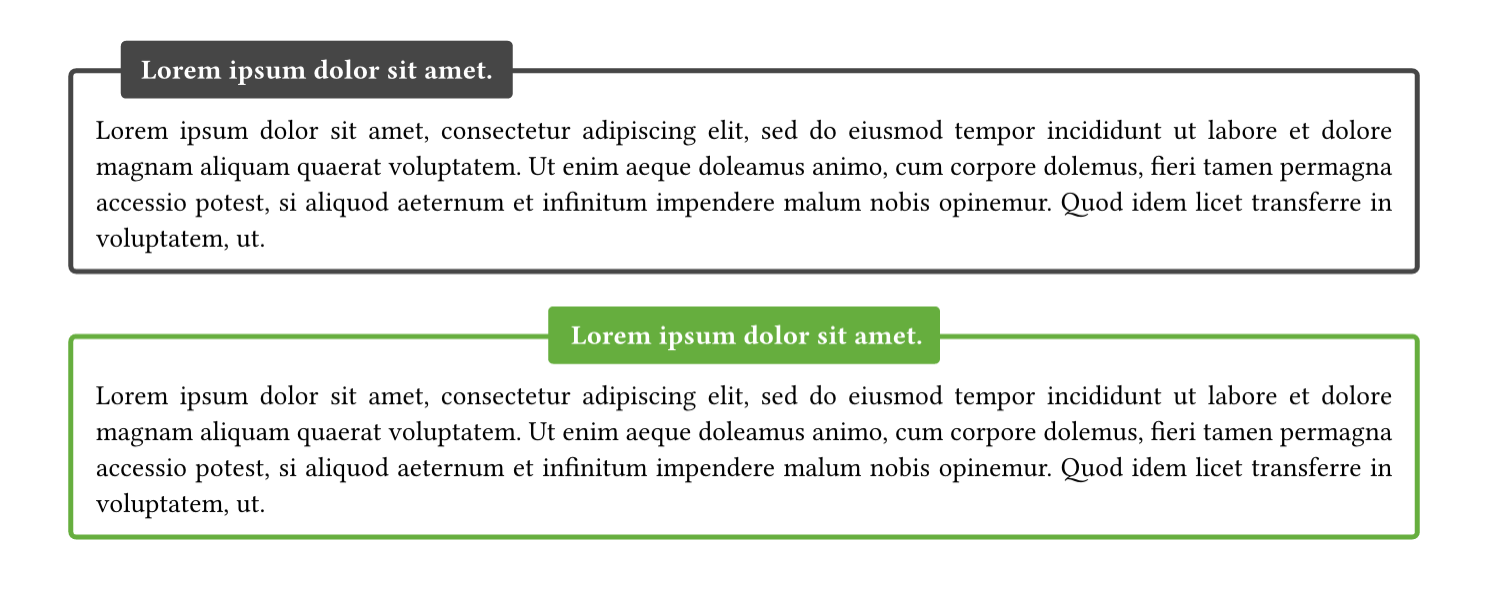 Lorem ipsum dolor sit amet.
Lorem ipsum dolor sit amet, consectetur adipiscing elit, sed do eiusmod tempor incididunt ut labore et dolore
magnam aliquam quaerat voluptatem. Ut enim aeque doleamus animo, cum corpore dolemus, fieri tamen permagna
accessio potest, si aliquod aeternum et infinitum impendere malum nobis opinemur. Quod idem licet transferre in
voluptatem, ut.
Lorem ipsum dolor sit amet.
Lorem ipsum dolor sit amet, consectetur adipiscing elit, sed do eiusmod tempor incididunt ut labore et dolore
magnam aliquam quaerat voluptatem. Ut enim aeque doleamus animo, cum corpore dolemus, fieri tamen permagna
accessio potest, si aliquod aeternum et infinitum impendere malum nobis opinemur. Quod idem licet transferre in
voluptatem, ut.